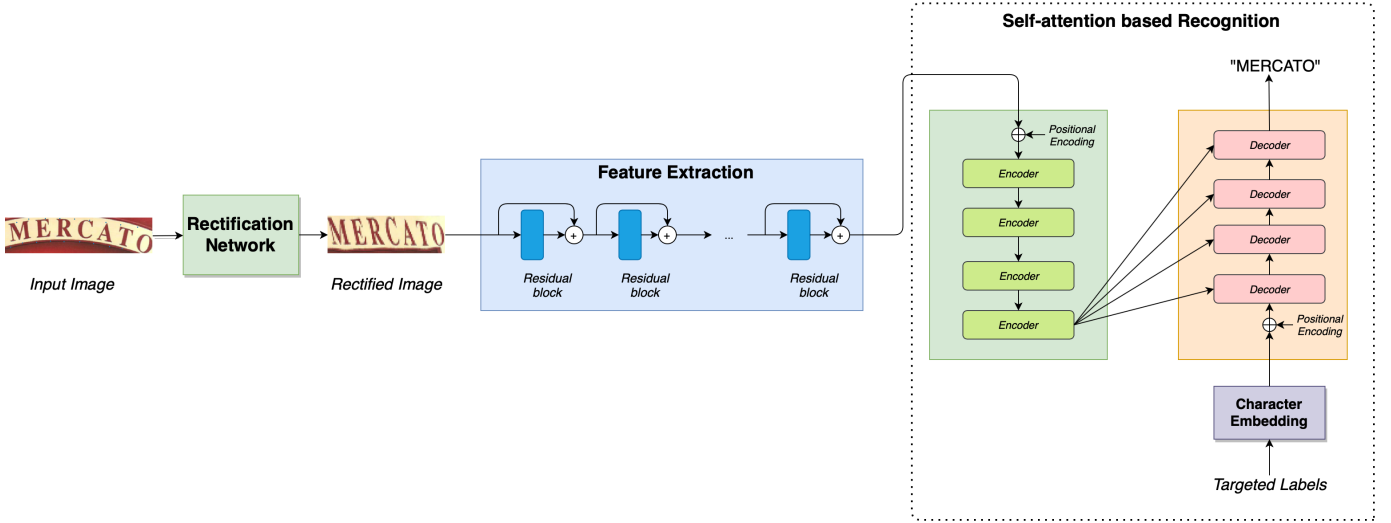 Self-attention based Recognition
"MERCATO"
Positional
Encoding
Decoder
Feature Extraction
Encoder
Decoder
MERCATO
Rectification
Network
MERCATO
Encoder
Decoder
...
Residual
block
Residual
block
Residual
block
Encoder
Decoder
Input Image
Rectified Image
Encoder
Positional
Encoding
Character
Embedding
Targeted Labels